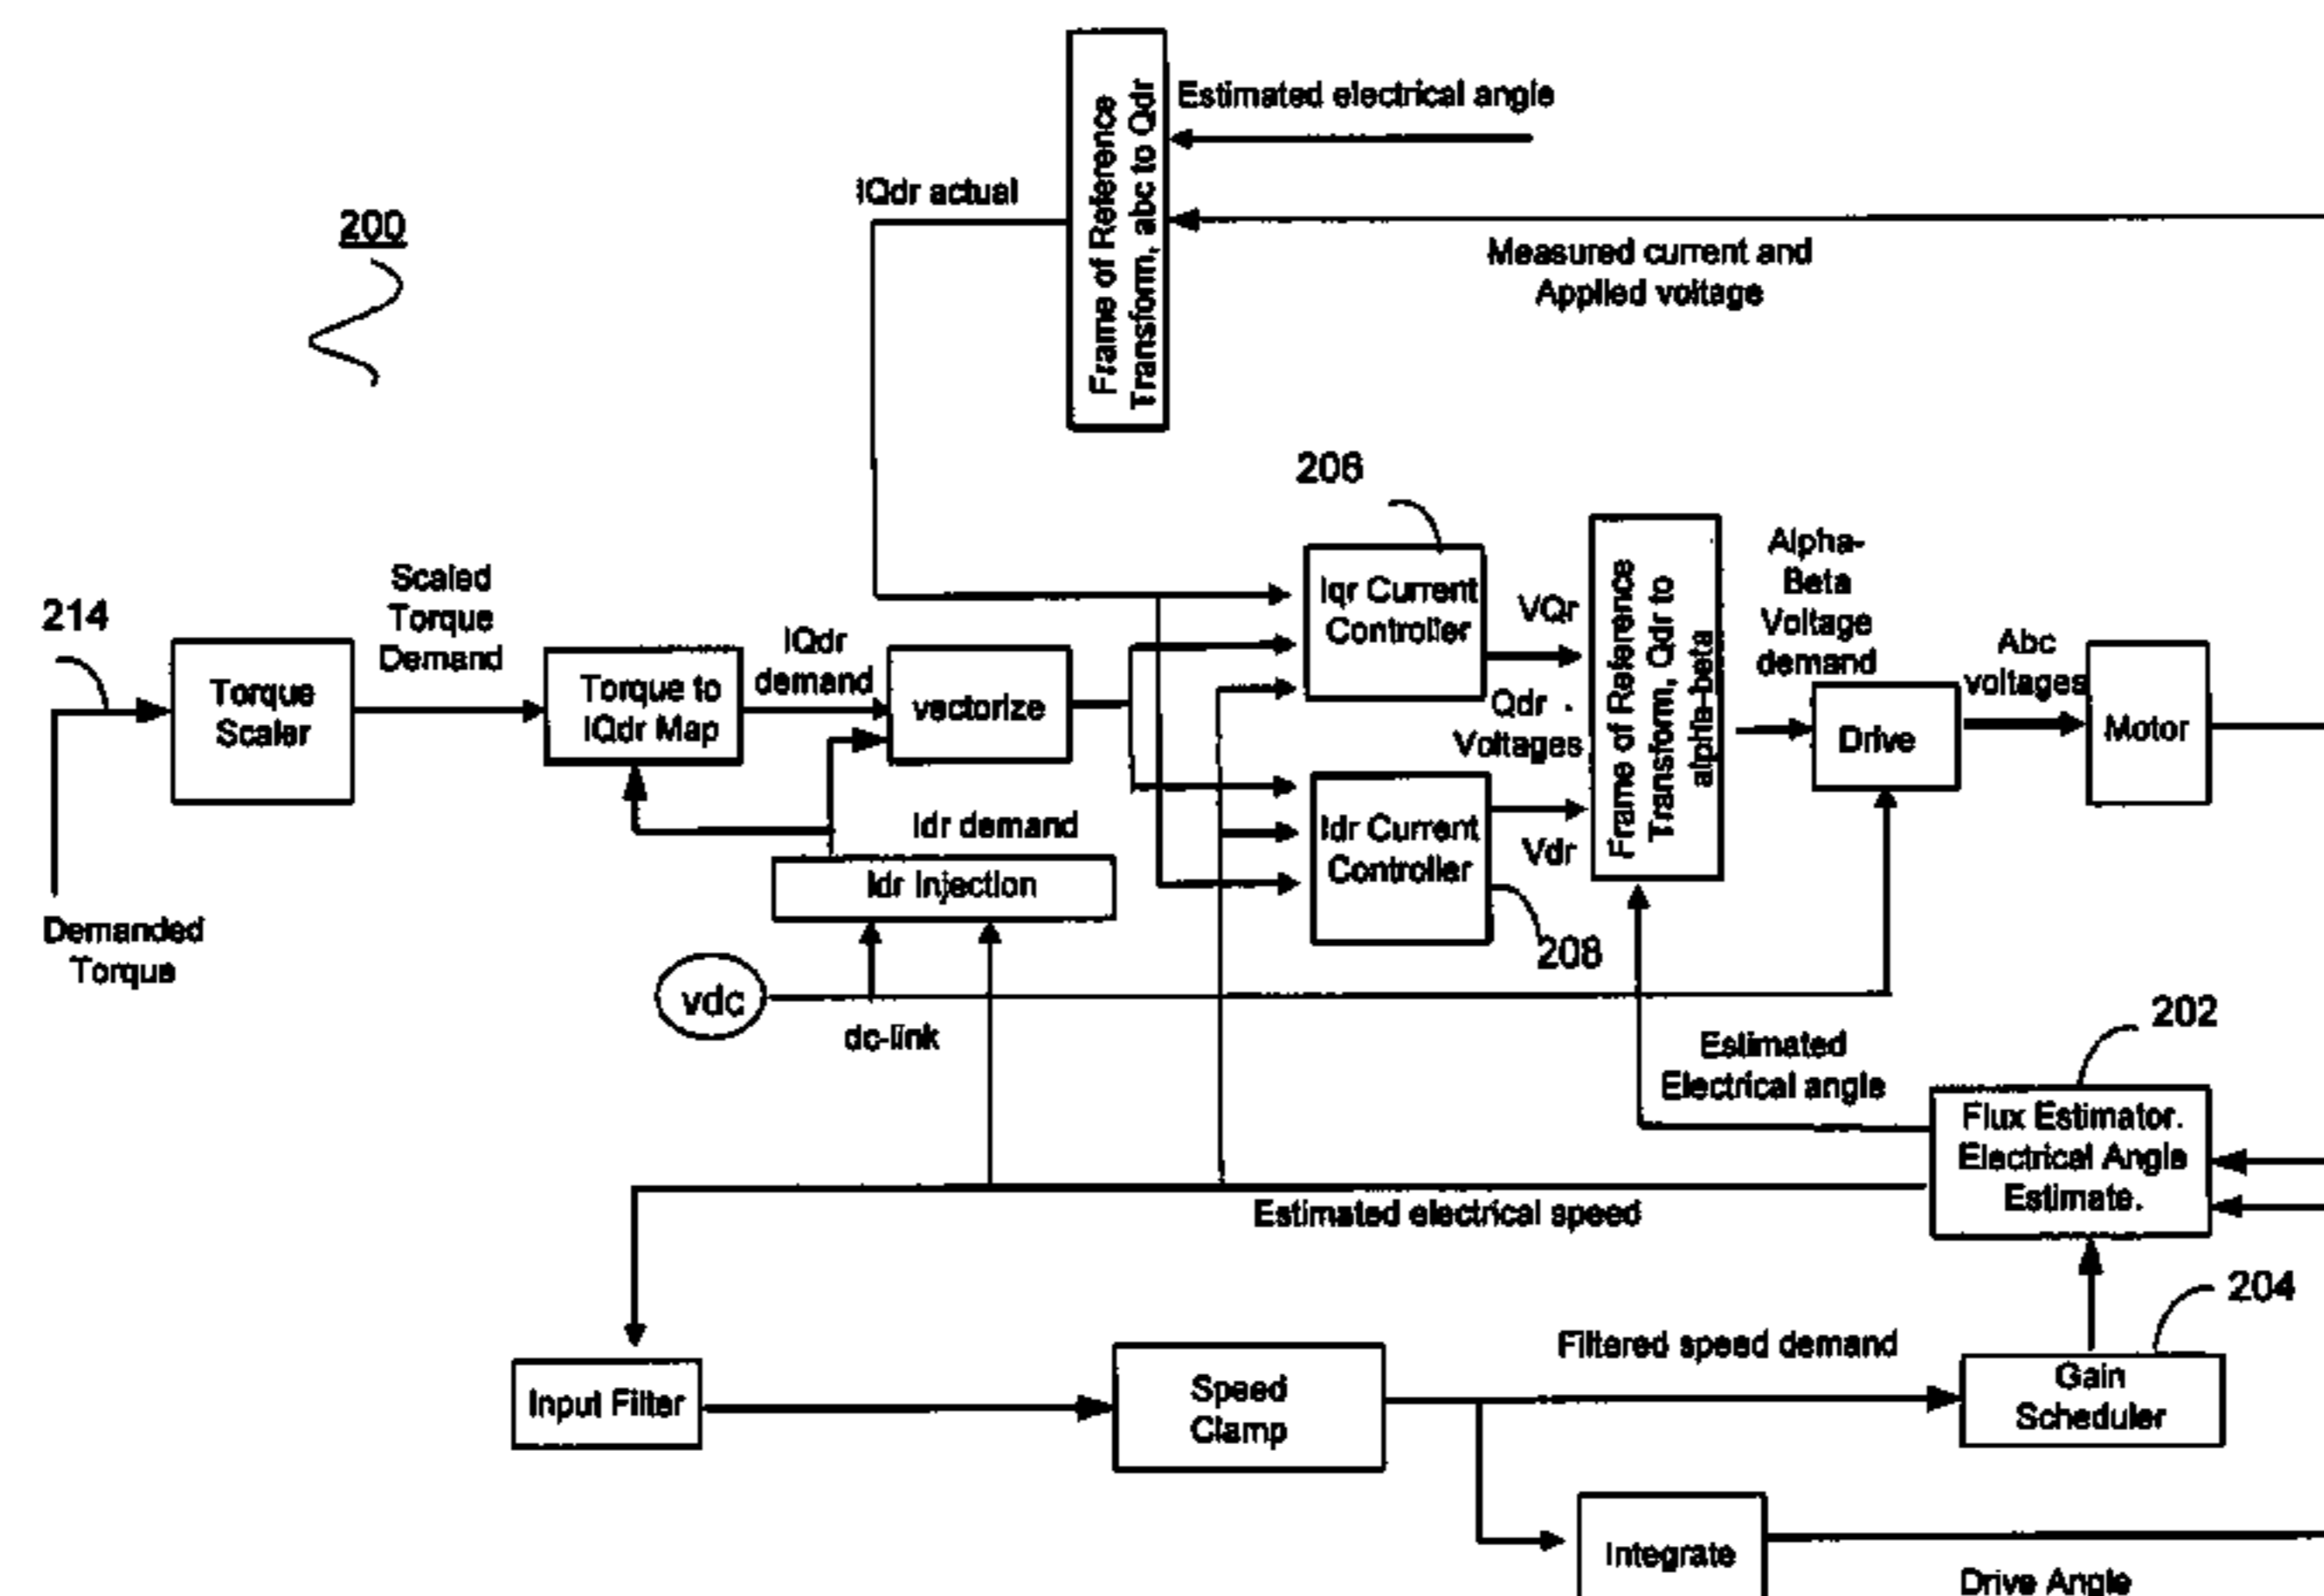 Frame of Reference
Transform, abc to Qdr
Estimated electrical angle
IQdr actual
200
Measured current and
Applied voltage
206
214
Scaled
Torque
Demand
Torque
Scaler
Torque to
IQdr Map
IQdr
demand
vectorize
Iqr Current
Controller
VQr
Qdr
Voltages
Frame of Reference
Transform, Qdr to
alpha-beta
Alpha-
Beta
Voltage
demand
Abc
voltages
Drive
Motor
Idr demand
Idr Injection
Idr Current
Controller
Vdr
208
Demanded
Torque
vdc
dc-link
202
Estimated
Electrical angle
Flux Estimator.
Electrical Angle
Estimate.
Estimated electrical speed
204
Input Filter
Speed
Clamp
Filtered speed demand
Gain
Scheduler
Integrate
Drive Angle